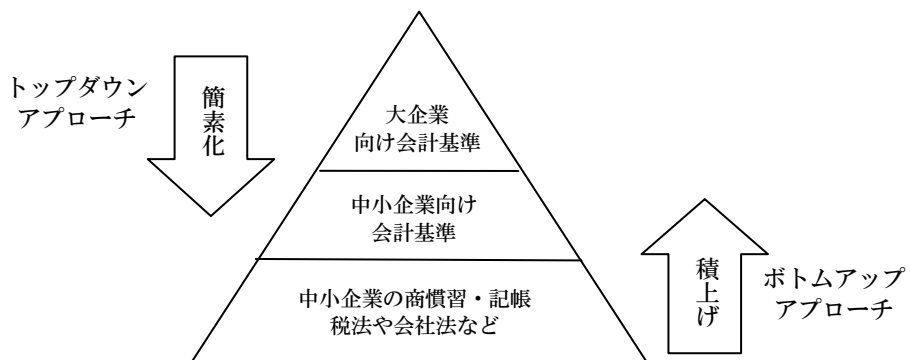 トップダウン
アプローチ
簡素化
大企業
向け会計基準
中小企業向け
会計基準
中小企業の商慣習・記帳
税法や会社法など
積上げ
ボトムアップ
アプローチ